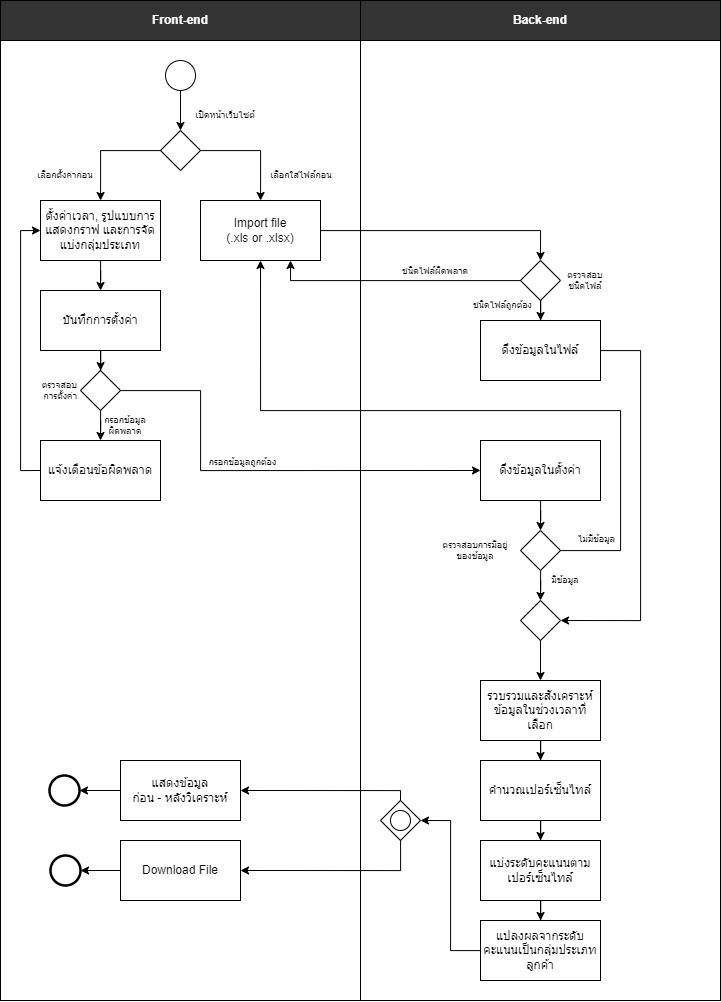 Front-end
Back-end
เปิดหน้าเว็บไซต์
เลือกตั้งค่าก่อน
เลือกใส่ไฟล์ก่อน
ตั้งค่าเวลา, รูปแบบการ
แสดงกราฟ และการจัด
แบ่งกลุ่มประเภท
Import file
(.xls or .xlsx)
ชนิดไฟล์ผิดพลาด
ตรวจสอบ
ชนิดไฟล์
ชนิดไฟล์ถูกต้อง
บันทึกการตั้งค่า
ดึงข้อมูลในไฟล์
ตรวจสอบ
การตั้งค่า
กรอกข้อมูล
ผิดพลาด
แจ้งเตือนข้อผิดพลาด
กรอกข้อมูลถูกต้อง
ดึงข้อมูลในตั้งค่า
ตรวจสอบการมีอยู่
ของข้อมูล
ไม่มีข้อมูล
มีข้อมูล
รวบรวมและสังเคราะห์
ข้อมูลในช่วงเวลาที่
เลือก
แสดงข้อมูล
ก่อน - หลังวิเคราะห์
คำนวณเปอร์เซ็นไทล์
Download File
แบ่งระดับคะแนนตาม
เปอร์เซ็นไทล์
แปลงผลจากระดับ
คะแนนเป็นกลุ่มประเภท
ลูกค้า